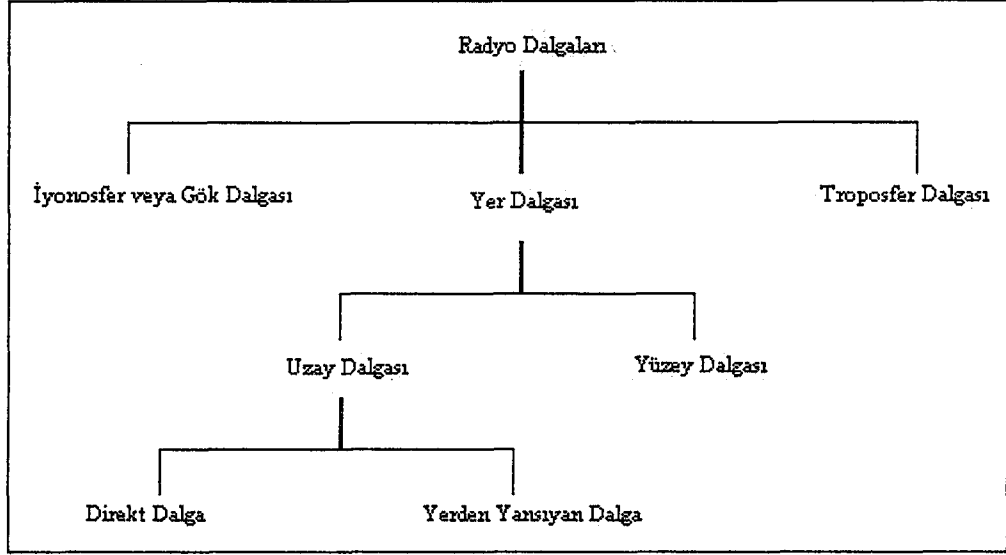 Radyo Dalgaları
İyonosfer veya Gök Dalgası
Yer Dalgası
Troposfer Dalgası
Uzay Dalgası
Yüzey Dalgası
Direkt Dalga
Yerden Yansıyan Dalga